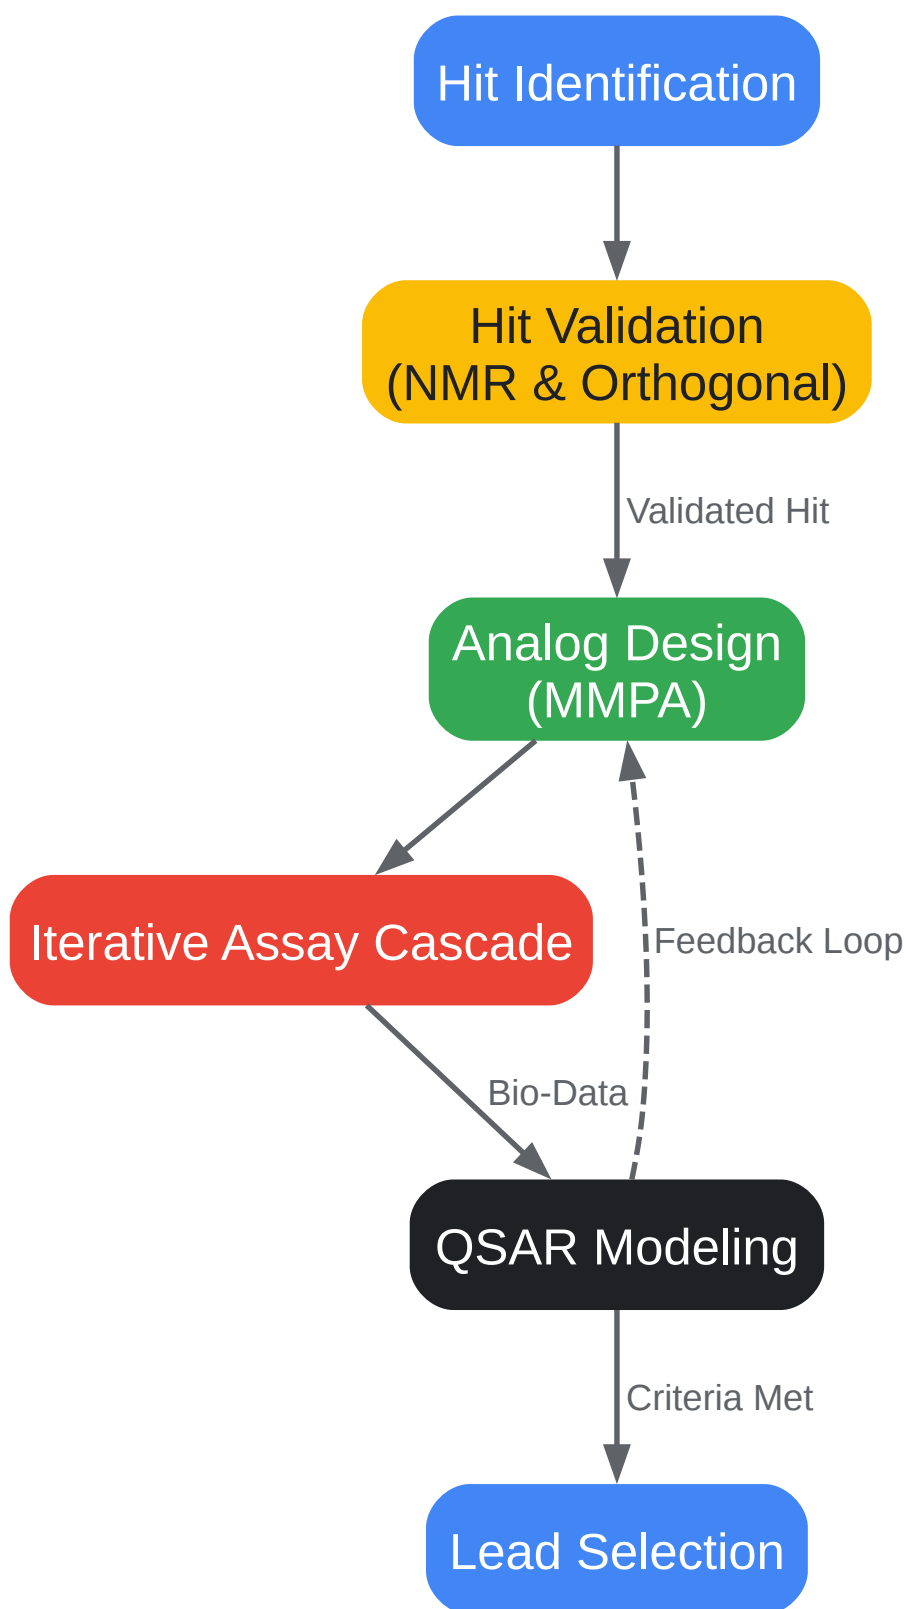 Hit Identification
Hit Validation
(NMR & Orthogonal)
Validated Hit
Analog Design
(MMPA)
Iterative Assay Cascade
Feedback Loop
Bio-Data
QSAR Modeling
Criteria Met
Lead Selection